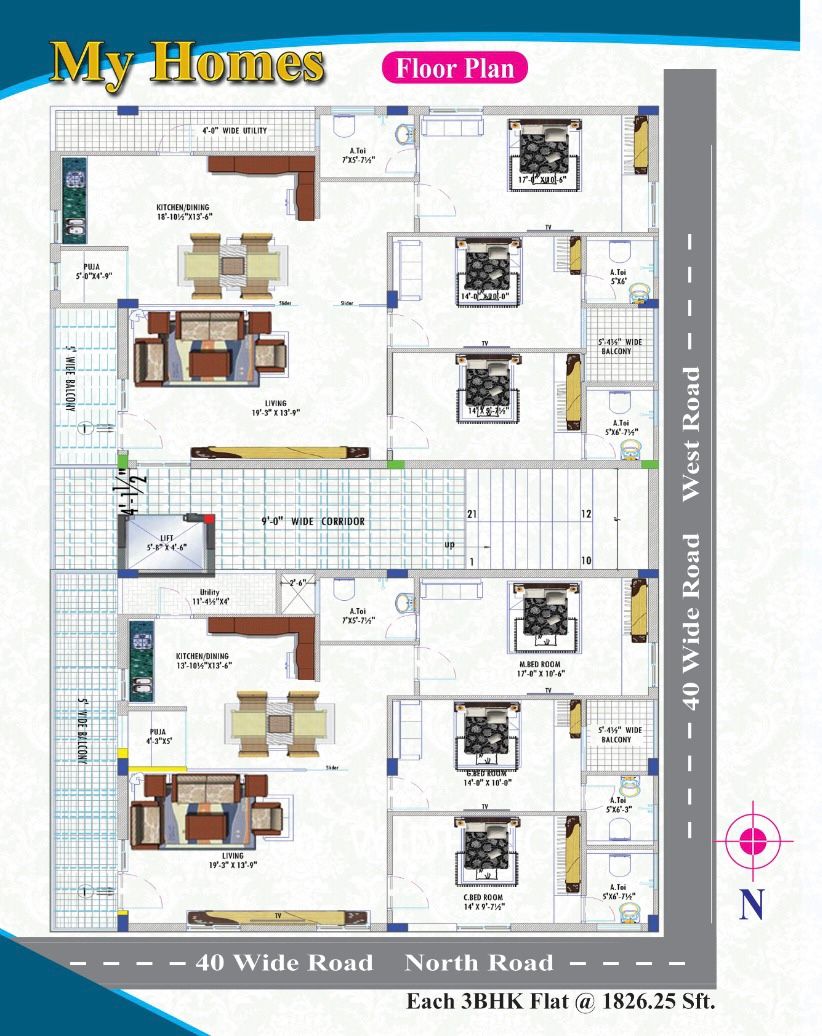 My Homes
Floor Plan
4'-0" WIDE UTILITY
A.Toi
7'X5'-7½"
17'-0" X10'-6"
TV
KITCHEN/DINING
18'-10½"X13'-6"
PUJA
5'-0"X4'-9"
14'-0" X10'-0"
TV
A.Toi
5'X6'
Slider
Slider
5'-4½" WIDE
BALCONY
5' WIDE BALCONY
LIVING
19'-3" X 13'-9"
A.Toi
5'X6'-7½"
4'-1½"
LIFT
5'-8" X 4'-6"
9'-0" WIDE CORRIDOR
21
12
up
1
10
Utility
11'-4½"X4'
2'-6"
A.Toi
7'X5'-7½"
KITCHEN/DINING
13'-10½"X13'-6"
M.BED ROOM
17'-0" X 10'-6"
TV
PUJA
4'-3"X5'
5' WIDE BALCONY
Slider
G.BED ROOM
14'-0" X 10'-0"
TV
5'-4½" WIDE
BALCONY
A.Toi
5'X6'-3"
LIVING
19'-3" X 13'-9"
C.BED ROOM
14' X 9'-7½"
A.Toi
5'X6'-7½"
TV
40 Wide Road West Road
N
40 Wide Road North Road
Each 3BHK Flat @ 1826.25 Sft.